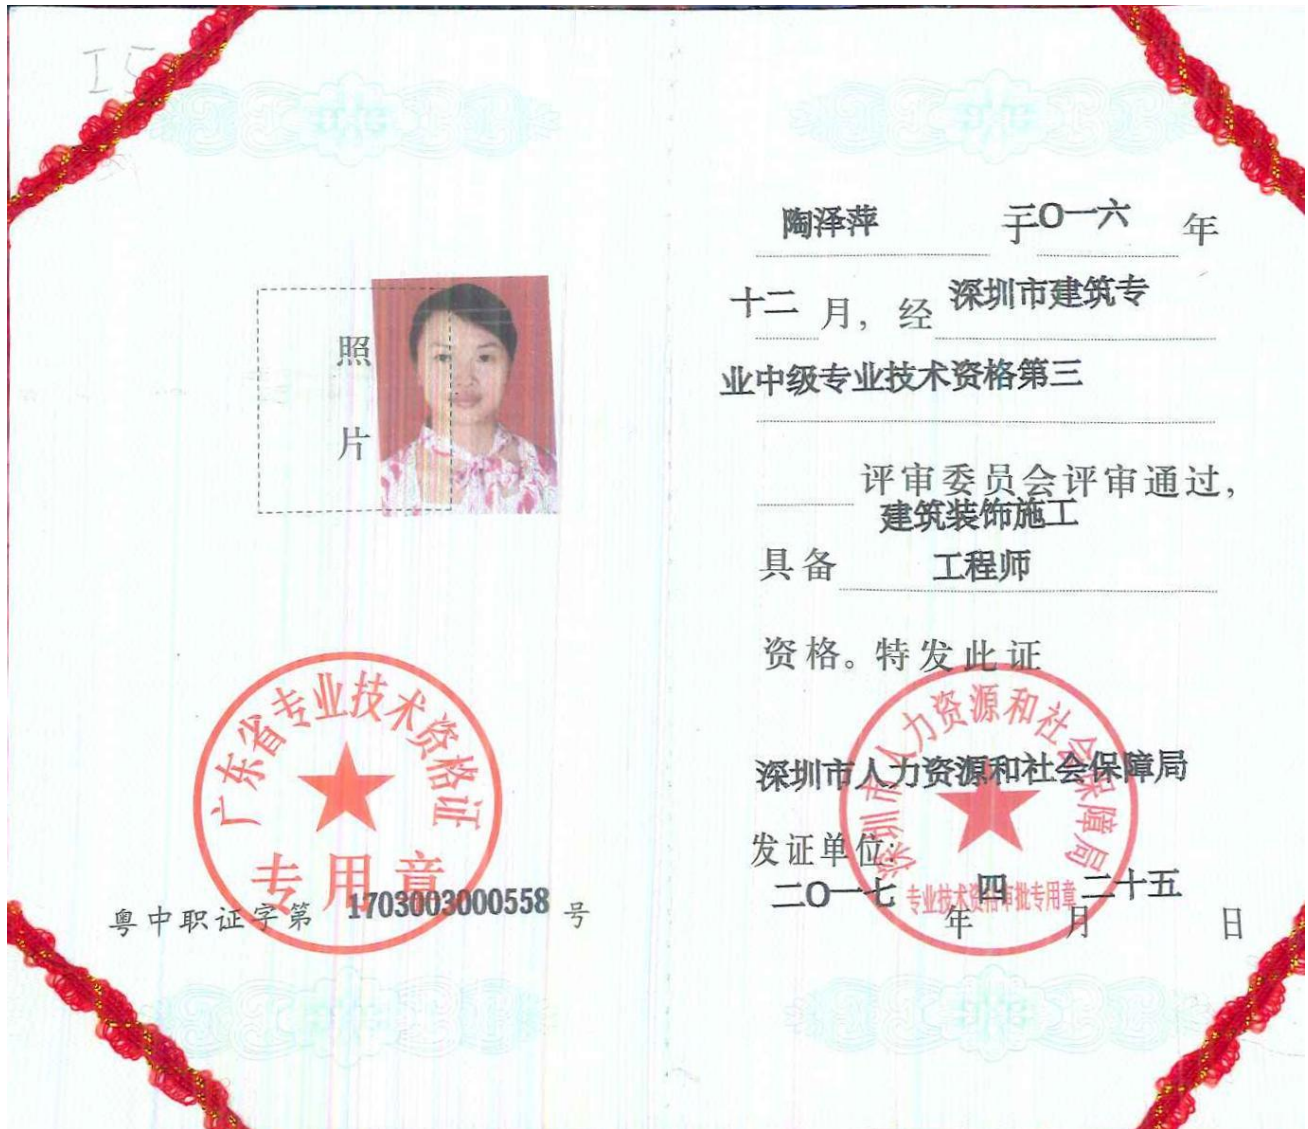 照
片
广东省专业技术资格证
专用章
粤中职证字第 1703003000558 号
陶泽萍 于二〇一六 年
十二 月，经 深圳市建筑专
业中级专业技术资格第三
评审委员会评审通过，
建筑装饰施工
具备 工程师
资格。特发此证
深圳市人力资源和社会保障局
深圳市人力资源和社会保障局
发证单位:
二〇一七 年 四 月 二十五 日
专业技术资格审批专用章